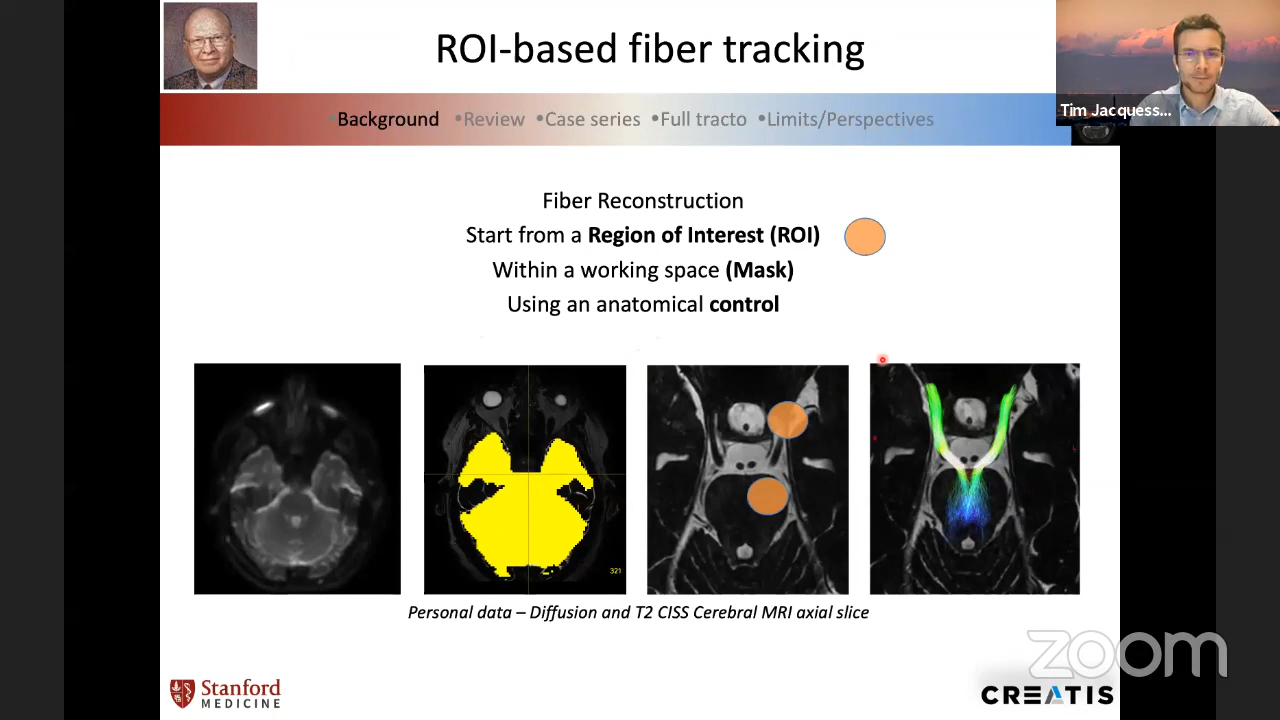 ROI-based fiber tracking
Tim Jacquess...
•Background •Review •Case series •Full tracto •Limits/Perspectives
Fiber Reconstruction
Start from a Region of Interest (ROI)
Within a working space (Mask)
Using an anatomical control
321
Personal data – Diffusion and T2 CISS Cerebral MRI axial slice
zoom
Stanford
MEDICINE
CREATIS